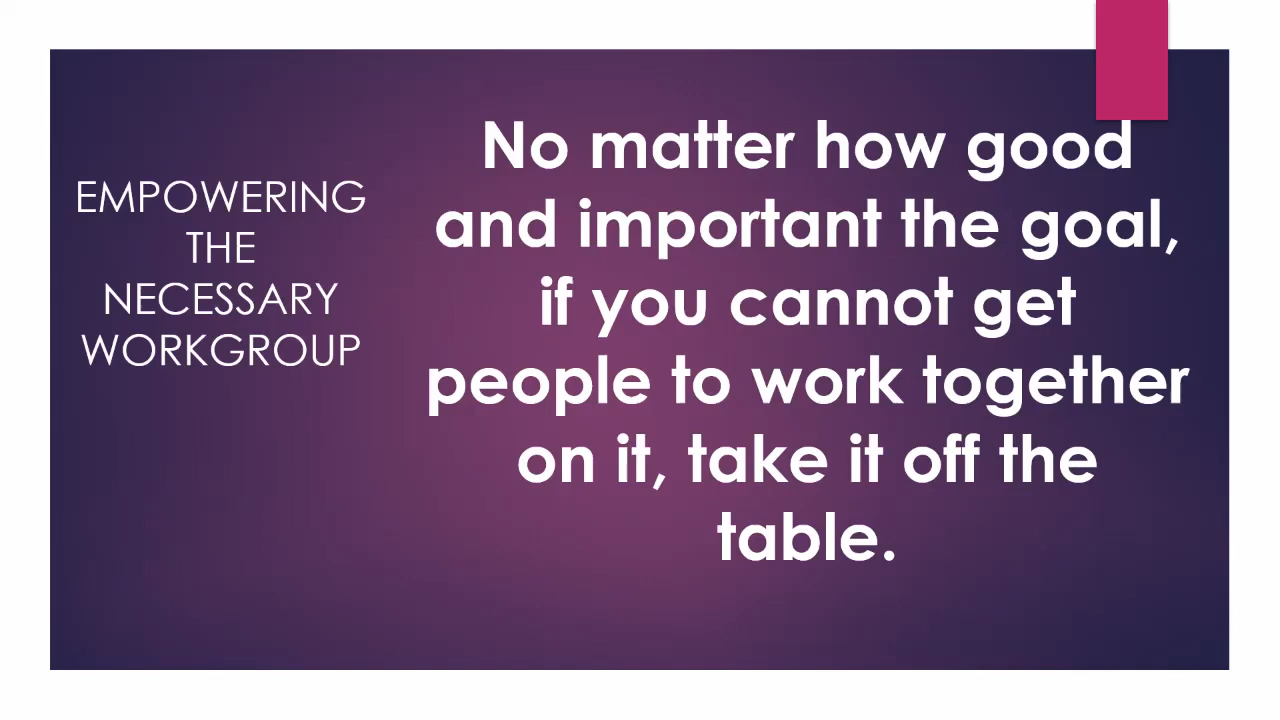 EMPOWERING
THE
NECESSARY
WORKGROUP
No matter how good
and important the goal,
if you cannot get
people to work together
on it, take it off the
table.